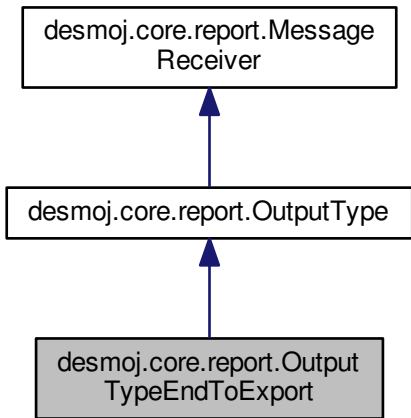 desmoj.core.report.Message
Receiver
desmoj.core.report.OutputType
desmoj.core.report.Output
TypeEndToExport